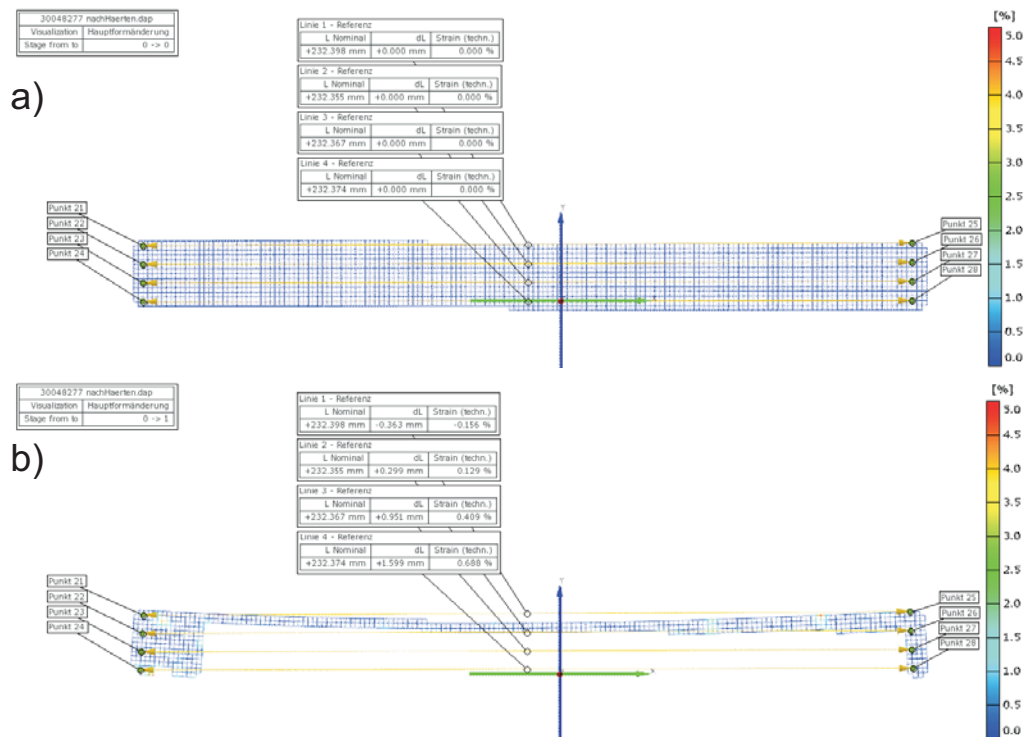 30048277 nachHaerten.dap
Visualization Hauptformänderung
Stage from to 0 -> 0
a)
Linie 1 - Referenz
L Nominal dL Strain (techn.)
+232.398 mm +0.000 mm 0.000 %
Linie 2 - Referenz
L Nominal dL Strain (techn.)
+232.355 mm +0.000 mm 0.000 %
Linie 3 - Referenz
L Nominal dL Strain (techn.)
+232.367 mm +0.000 mm 0.000 %
Linie 4 - Referenz
L Nominal dL Strain (techn.)
+232.374 mm +0.000 mm 0.000 %
Punkt 21
Punkt 22
Punkt 23
Punkt 24
Y
X
Punkt 25
Punkt 26
Punkt 27
Punkt 28
[%]
5.0
4.5
4.0
3.5
3.0
2.5
2.0
1.5
1.0
0.5
0.0
30048277 nachHaerten.dap
Visualization Hauptformänderung
Stage from to 0 -> 1
b)
Linie 1 - Referenz
L Nominal dL Strain (techn.)
+232.398 mm -0.363 mm -0.156 %
Linie 2 - Referenz
L Nominal dL Strain (techn.)
+232.355 mm +0.299 mm 0.129 %
Linie 3 - Referenz
L Nominal dL Strain (techn.)
+232.367 mm +0.951 mm 0.409 %
Linie 4 - Referenz
L Nominal dL Strain (techn.)
+232.374 mm +1.599 mm 0.688 %
Punkt 21
Punkt 22
Punkt 23
Punkt 24
Y
X
Punkt 25
Punkt 26
Punkt 27
Punkt 28
[%]
5.0
4.5
4.0
3.5
3.0
2.5
2.0
1.5
1.0
0.5
0.0